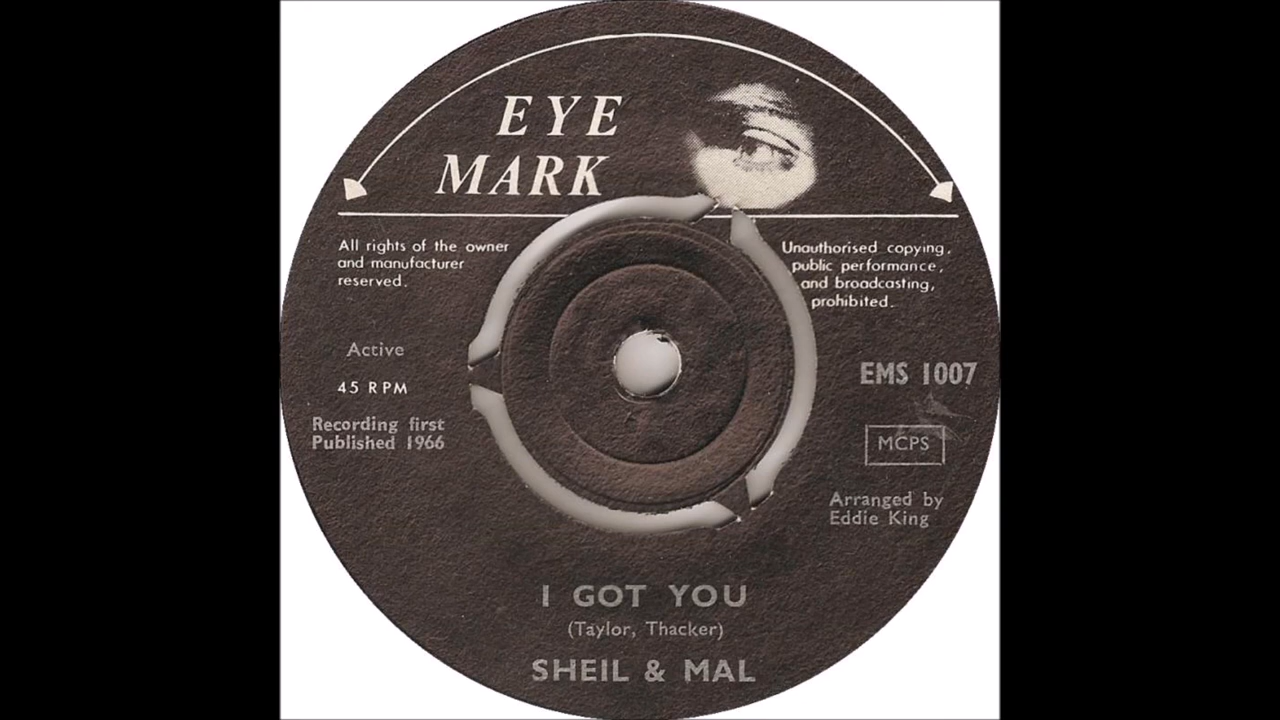 EYE
MARK
All rights of the owner
and manufacturer
reserved.
Unauthorised copying,
public performance,
and broadcasting,
prohibited.
Active
45 RPM
Recording first
Published 1966
EMS 1007
MCPS
Arranged by
Eddie King
I GOT YOU
(Taylor, Thacker)
SHEIL & MAL